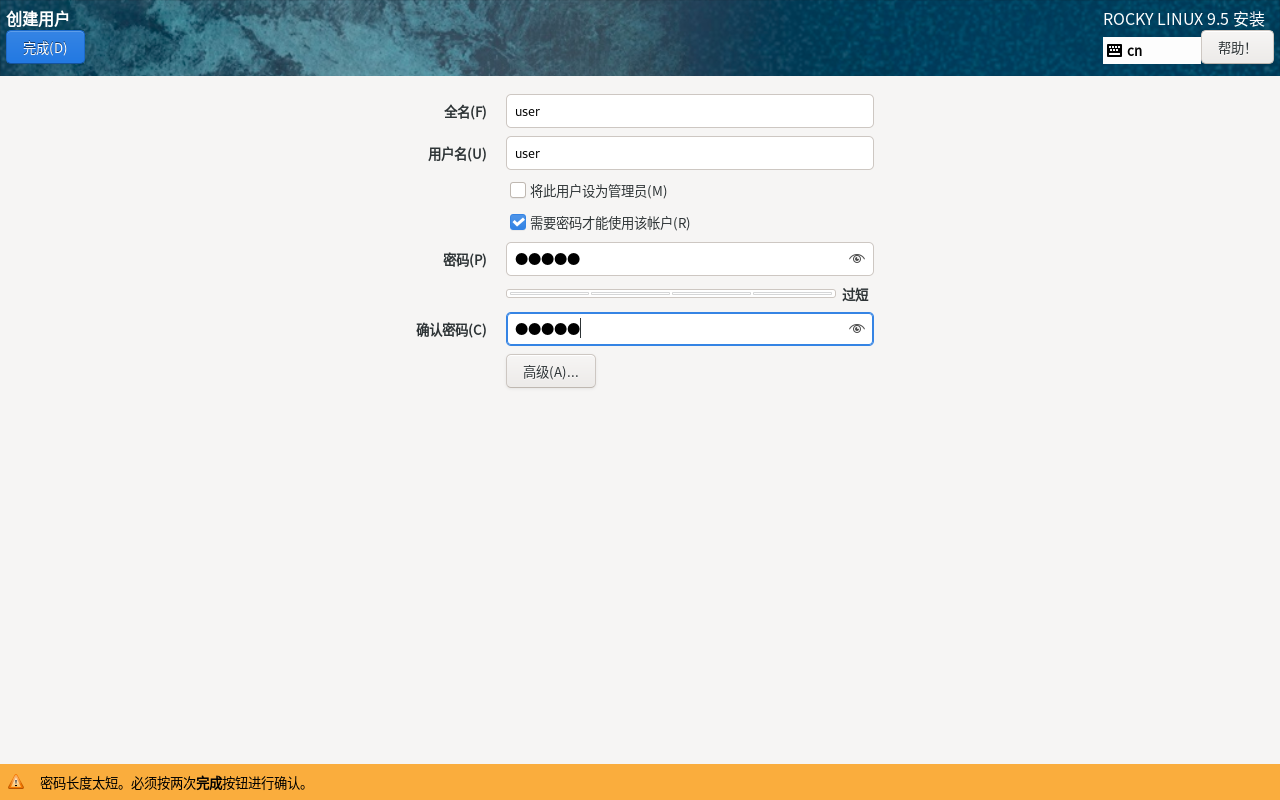 创建用户
ROCKY LINUX 9.5 安装
完成(D)
cn
帮助！
全名(F)
user
用户名(U)
user
将此用户设为管理员(M)
需要密码才能使用该帐户(R)
密码(P)
●●●●●
过短
确认密码(C)
●●●●●
高级(A)...
密码长度太短。必须按两次完成按钮进行确认。